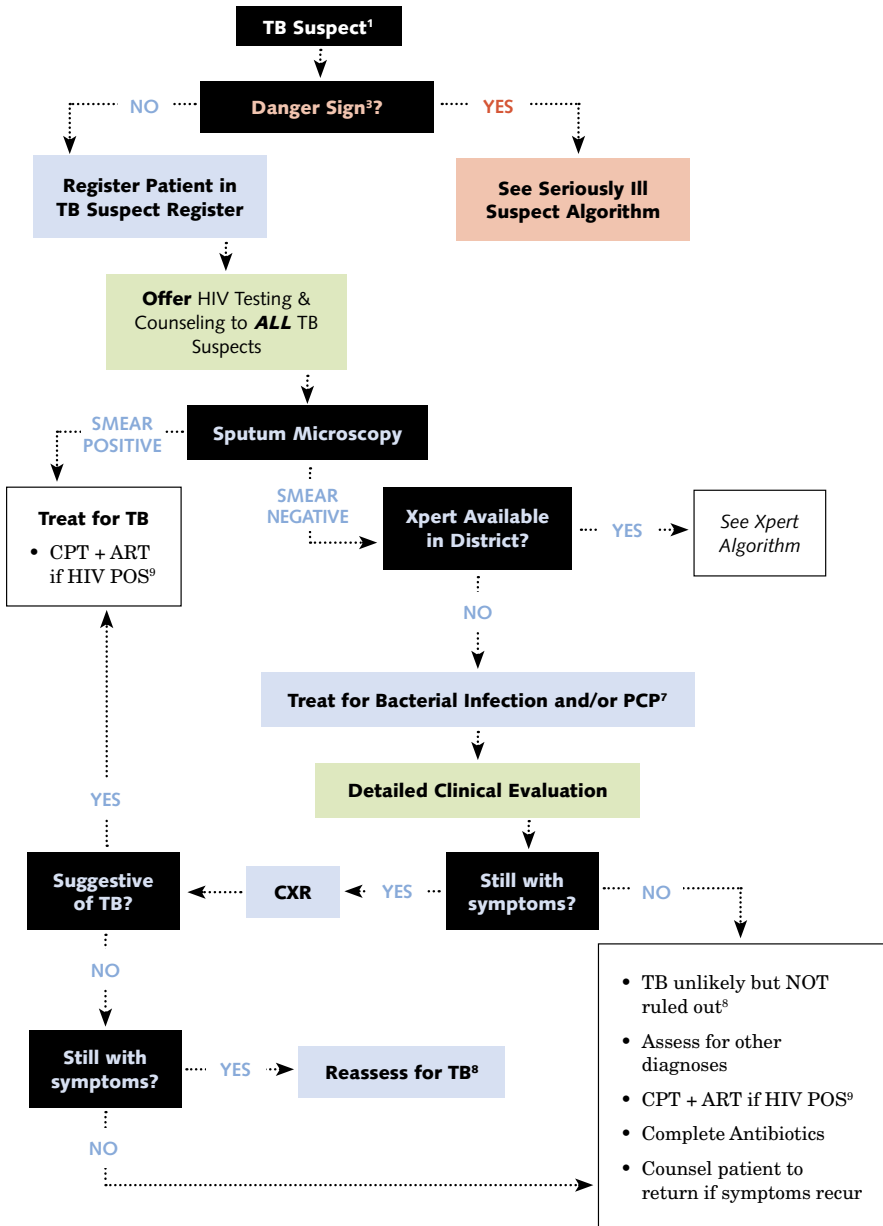 TB Suspect¹
Danger Sign³?
NO
YES
Register Patient in
TB Suspect Register
See Seriously Ill
Suspect Algorithm
Offer HIV Testing &
Counseling to ALL TB
Suspects
Sputum Microscopy
SMEAR
POSITIVE
SMEAR
NEGATIVE
Treat for TB
• CPT + ART
if HIV POS⁹
Xpert Available
in District?
YES
See Xpert
Algorithm
NO
Treat for Bacterial Infection and/or PCP⁷
Detailed Clinical Evaluation
Still with
symptoms?
YES
CXR
Suggestive
of TB?
YES
NO
NO
Still with
symptoms?
YES
Reassess for TB⁸
NO
• TB unlikely but NOT
ruled out⁸
• Assess for other
diagnoses
• CPT + ART if HIV POS⁹
• Complete Antibiotics
• Counsel patient to
return if symptoms recur